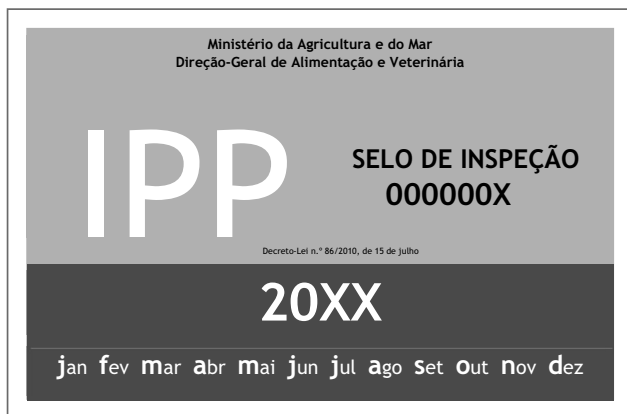 Ministério da Agricultura e do Mar
Direção-Geral de Alimentação e Veterinária
IPP
SELO DE INSPEÇÃO
000000X
Decreto-Lei n.º 86/2010, de 15 de julho
20XX
jan fev mar abr mai jun jul ago set out nov dez